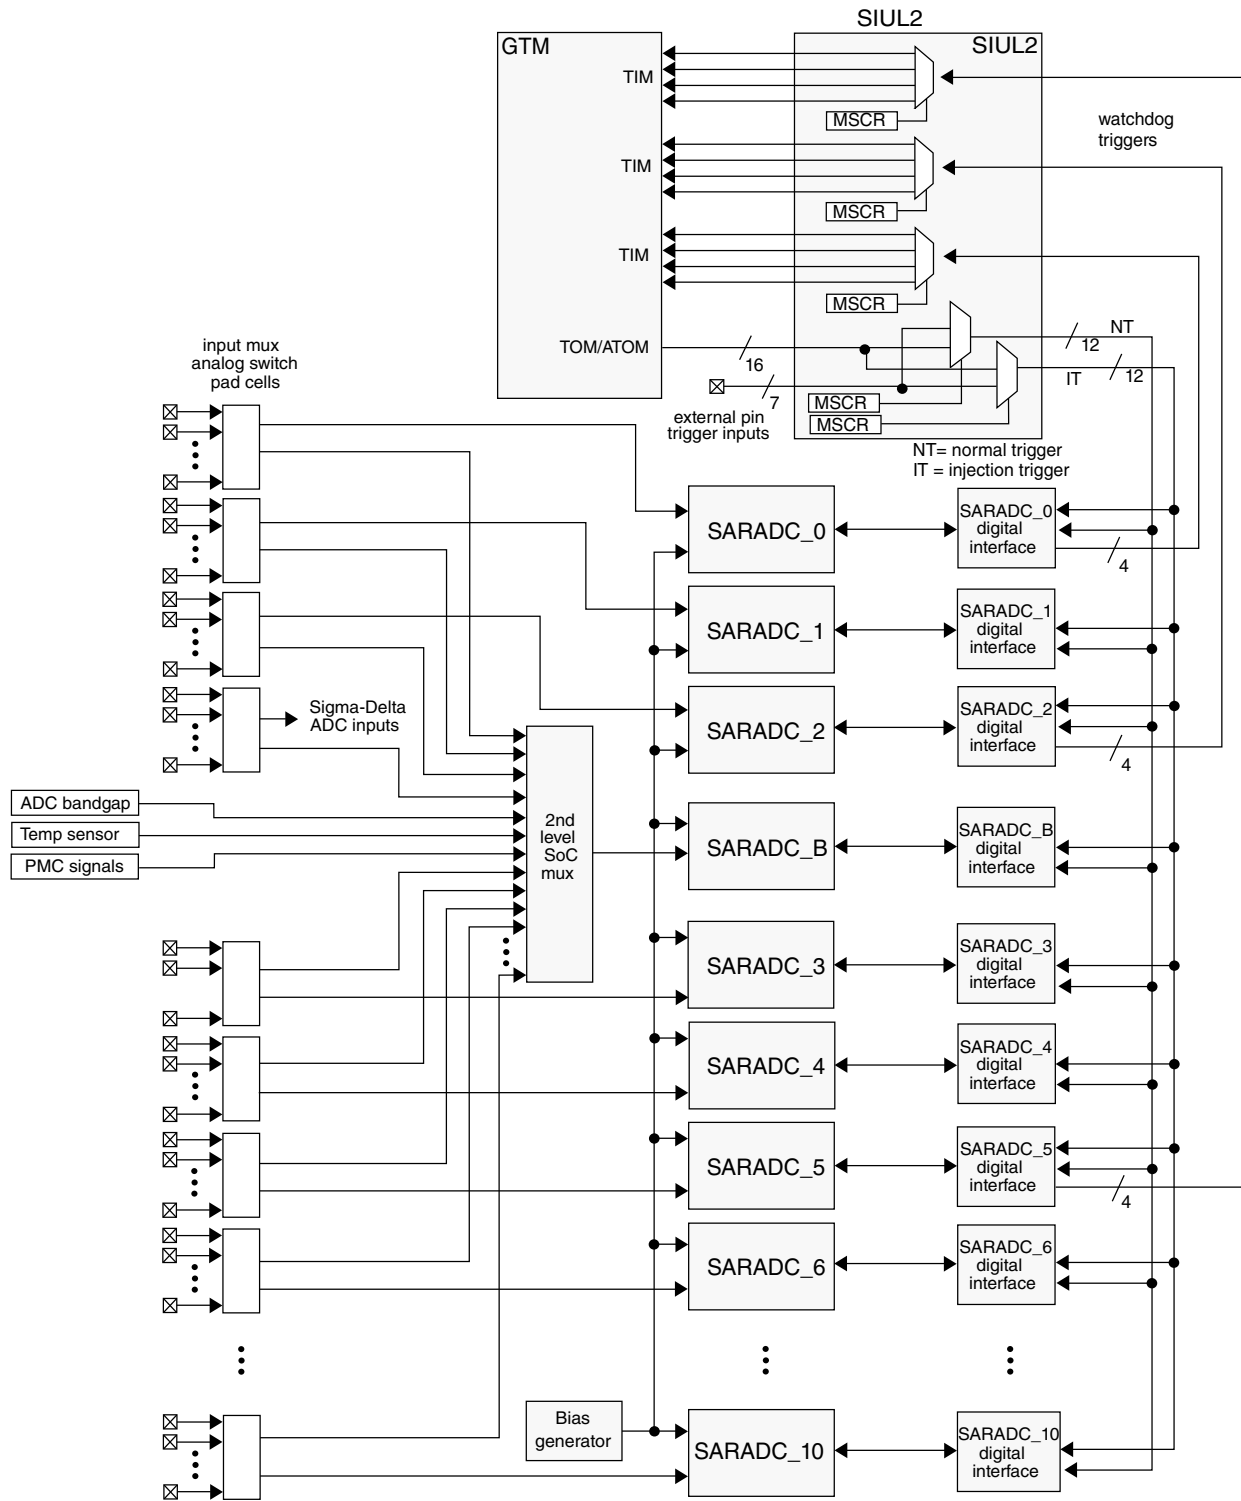 SIUL2
GTM
SIUL2
TIM
MSCR
watchdog
triggers
TIM
MSCR
TIM
MSCR
NT
12
TOM/ATOM
16
IT
12
7
MSCR
MSCR
external pin
trigger inputs
NT= normal trigger
IT = injection trigger
input mux
analog switch
pad cells
SARADC_0
SARADC_0
digital
interface
4
SARADC_1
SARADC_1
digital
interface
SARADC_2
SARADC_2
digital
interface
4
Sigma-Delta
ADC inputs
ADC bandgap
Temp sensor
PMC signals
2nd
level
SoC
mux
SARADC_B
SARADC_B
digital
interface
SARADC_3
SARADC_3
digital
interface
SARADC_4
SARADC_4
digital
interface
SARADC_5
SARADC_5
digital
interface
4
SARADC_6
SARADC_6
digital
interface
Bias
generator
SARADC_10
SARADC_10
digital
interface